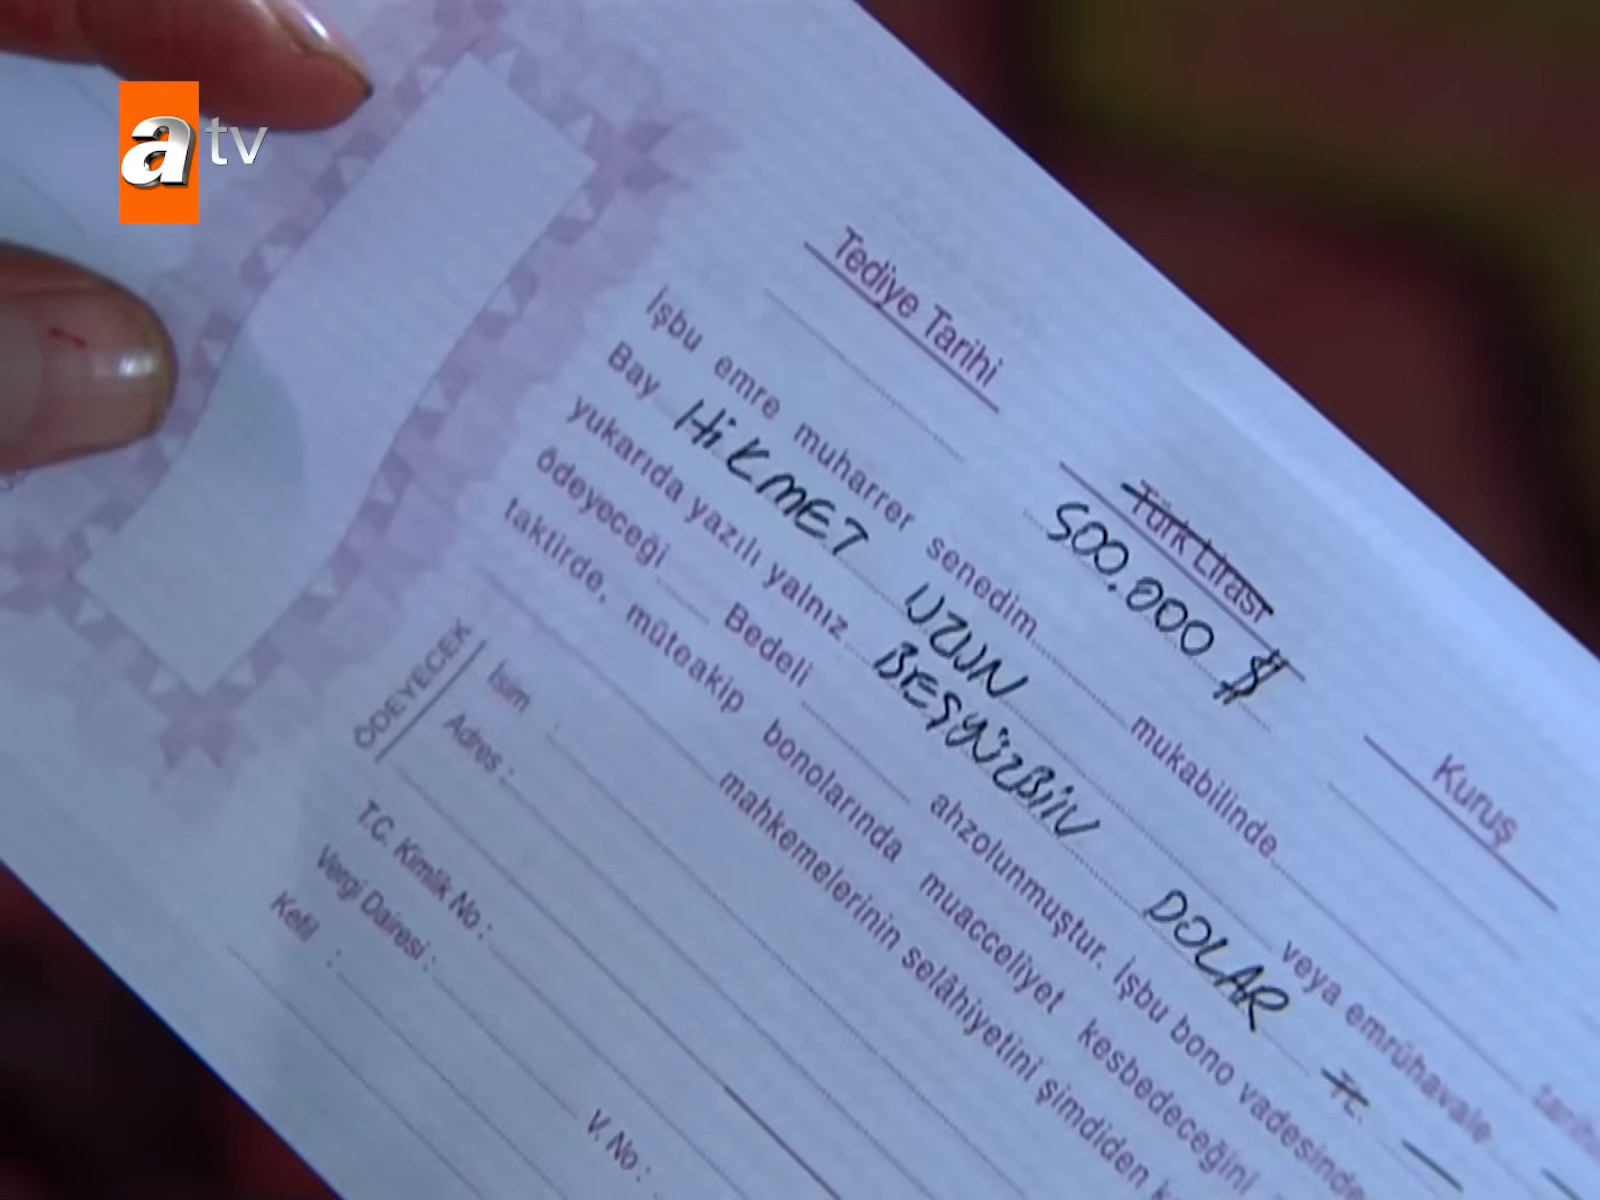 atv
Tediye Tarihi
Türk Lirası
Kuruş
500.000 $
İşbu emre muharrer senedim mukabilinde
Bay HİKMET UZUN veya emrühavale
yukarıda yazılı yalnız BEŞYÜZBİN DOLAR TL.
ödeyeceği Bedeli ahzolunmuştur. İşbu bono vadesinde
taktirde, müteakip bonolarında muacceliyet kesbedeceğini
mahkemelerinin selâhiyetini şimdiden
ÖDEYECEK
İsim :
Adres :
T.C. Kimlik No :
Vergi Dairesi :
V. No :
Kefil :